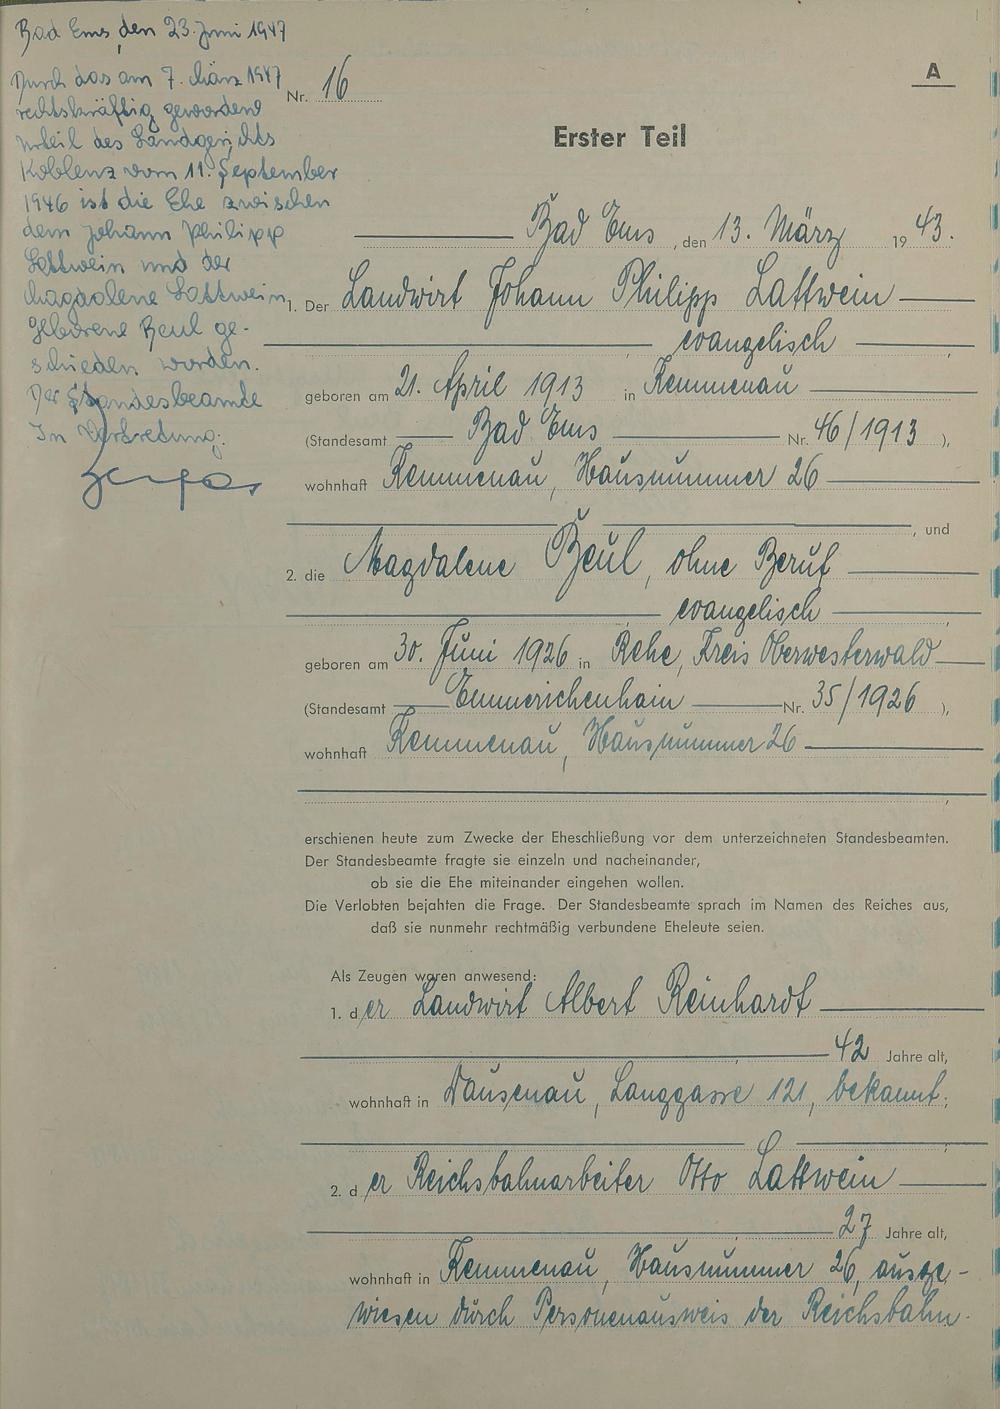 Bad Ems, den 23. Juni 1947
Durch das am 7. März 1947
rechtskräftig gewordene
Urteil des Landgerichts
Koblenz vom 11. September
1946 ist die Ehe zwischen
dem Johann Philipp
Lattwein und der
Magdalene Lattwein,
geborene Beul ge-
schieden worden.
Der Standesbeamte
In Vertretung:
A
Nr. 16
Erster Teil
Bad Ems, den 13. März 1943.
1. Der Landwirt Johann Philipp Lattwein
evangelisch
geboren am 21. April 1913 in Kemmenau
(Standesamt Bad Ems Nr. 46/1913 ),
wohnhaft Kemmenau, Hausnummer 26
, und
2. die Magdalene Beul, ohne Beruf
evangelisch
geboren am 30. Juni 1926 in Rehe, Kreis Oberwesterwald
(Standesamt Emmerichenhain Nr. 35/1926 ),
wohnhaft Kemmenau, Hausnummer 26
,
erschienen heute zum Zwecke der Eheschließung vor dem unterzeichneten Standesbeamten.
Der Standesbeamte fragte sie einzeln und nacheinander,
ob sie die Ehe miteinander eingehen wollen.
Die Verlobten bejahten die Frage. Der Standesbeamte sprach im Namen des Reiches aus,
daß sie nunmehr rechtmäßig verbundene Eheleute seien.
Als Zeugen waren anwesend:
1. der Landwirt Albert Reinhardt
42 Jahre alt,
wohnhaft in Dausenau, Langgasse 121, bekannt;
2. der Reichsbahnarbeiter Otto Lattwein
27 Jahre alt,
wohnhaft in Kemmenau, Hausnummer 26, ausge-
wiesen durch Personenausweis der Reichsbahn.